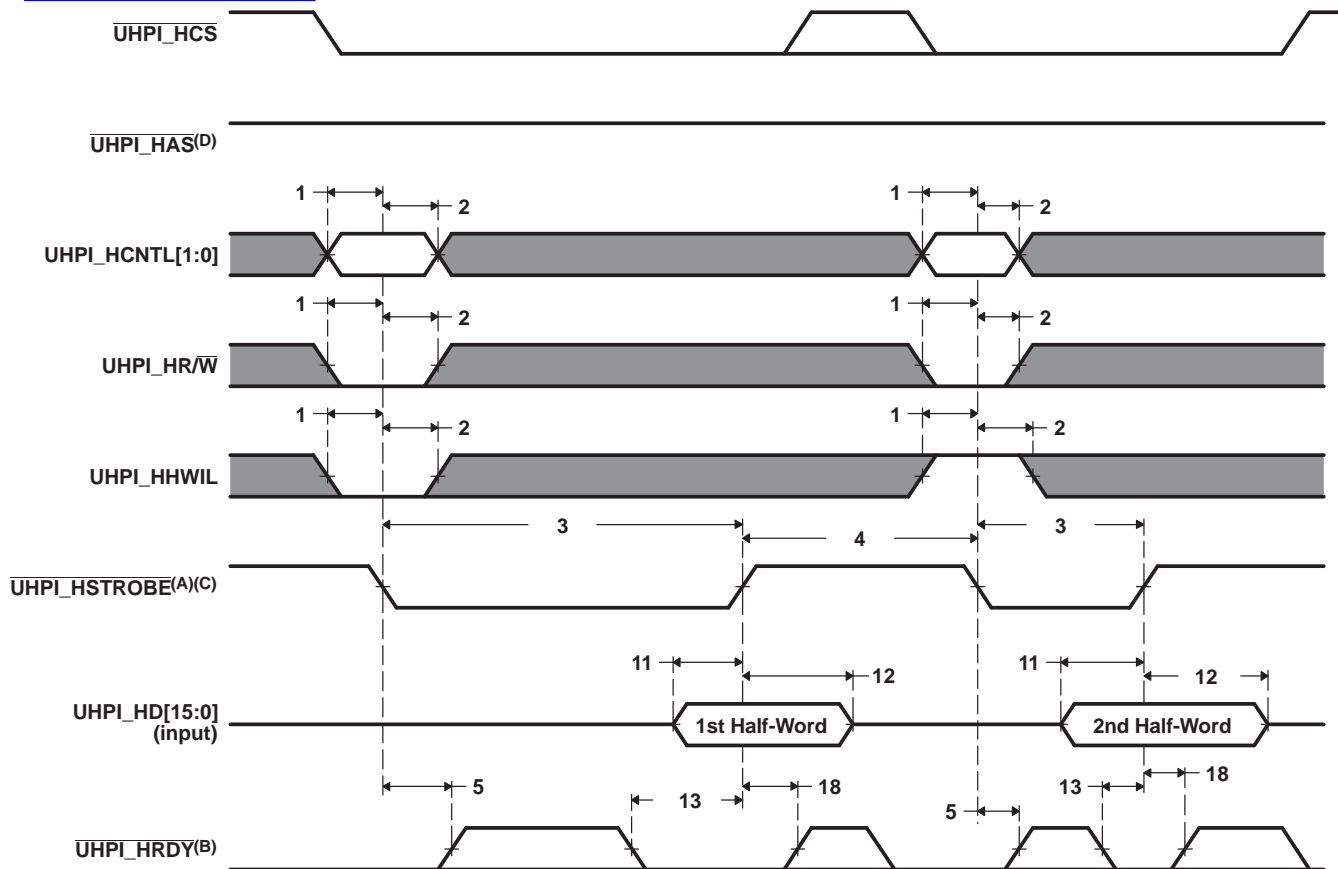 UHPI_HCS
UHPI_HAS(D)
1
2
1
2
UHPI_HCNTL[1:0]
1
2
1
2
UHPI_HR/W
1
2
1
2
UHPI_HHWIL
3
4
3
UHPI_HSTROBE(A)(C)
11
12
11
12
UHPI_HD[15:0]
(input)
1st Half-Word
2nd Half-Word
5
13
18
5
13
18
UHPI_HRDY(B)